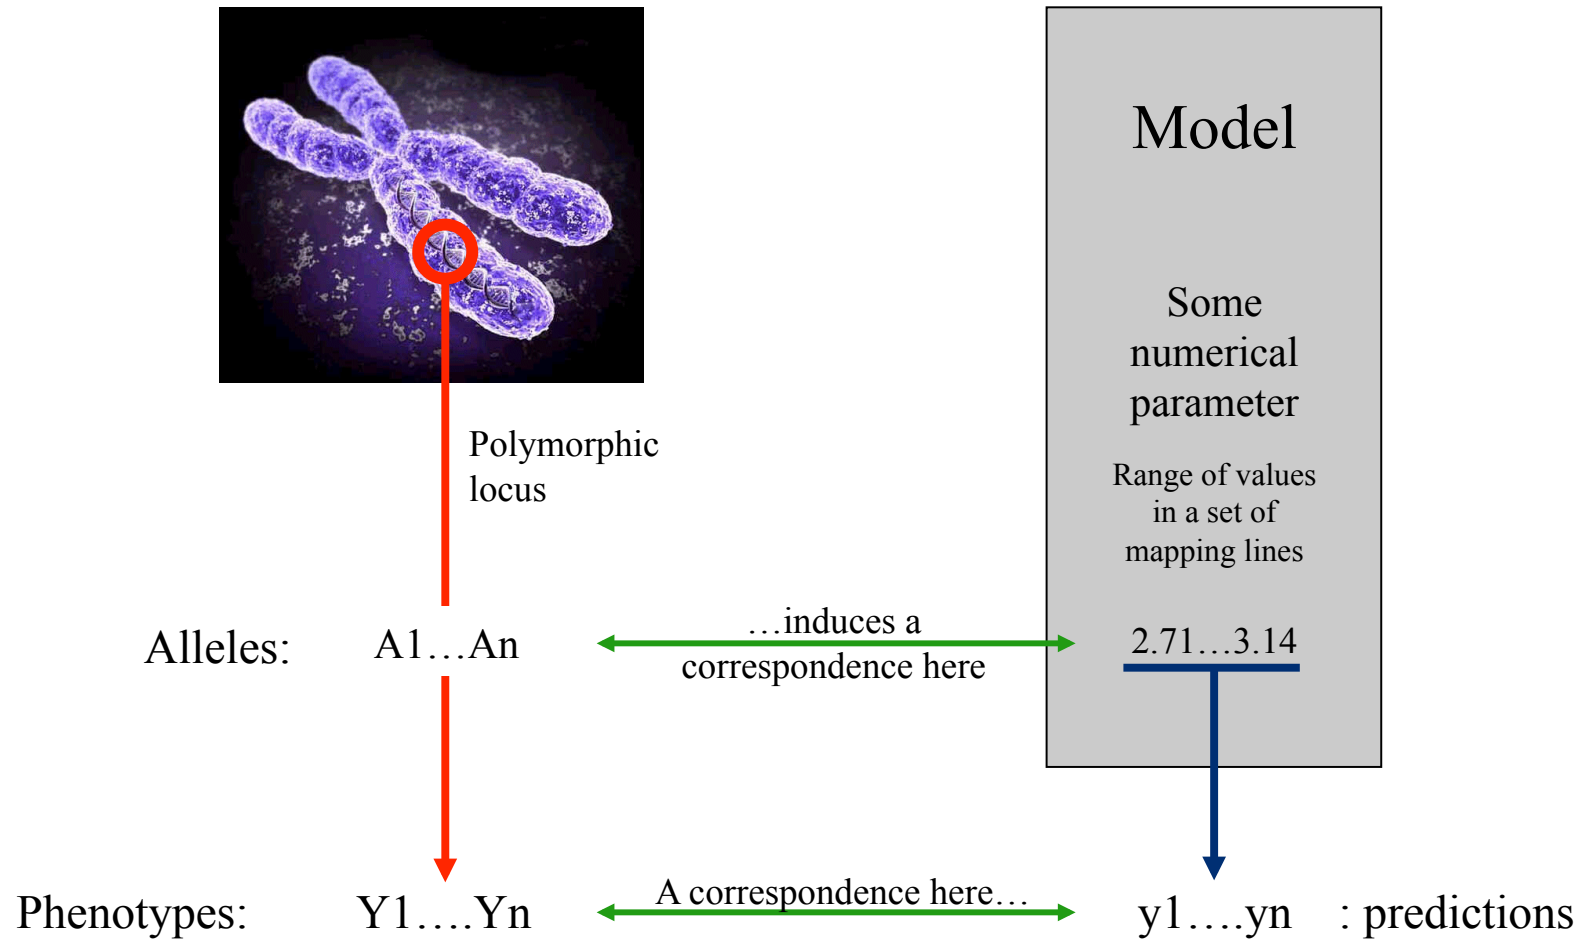 Model
Some
numerical
parameter
Polymorphic
locus
Range of values
in a set of
mapping lines
Alleles:
A1…An
…induces a
correspondence here
2.71…3.14
Phenotypes:
Y1….Yn
A correspondence here…
y1….yn
: predictions